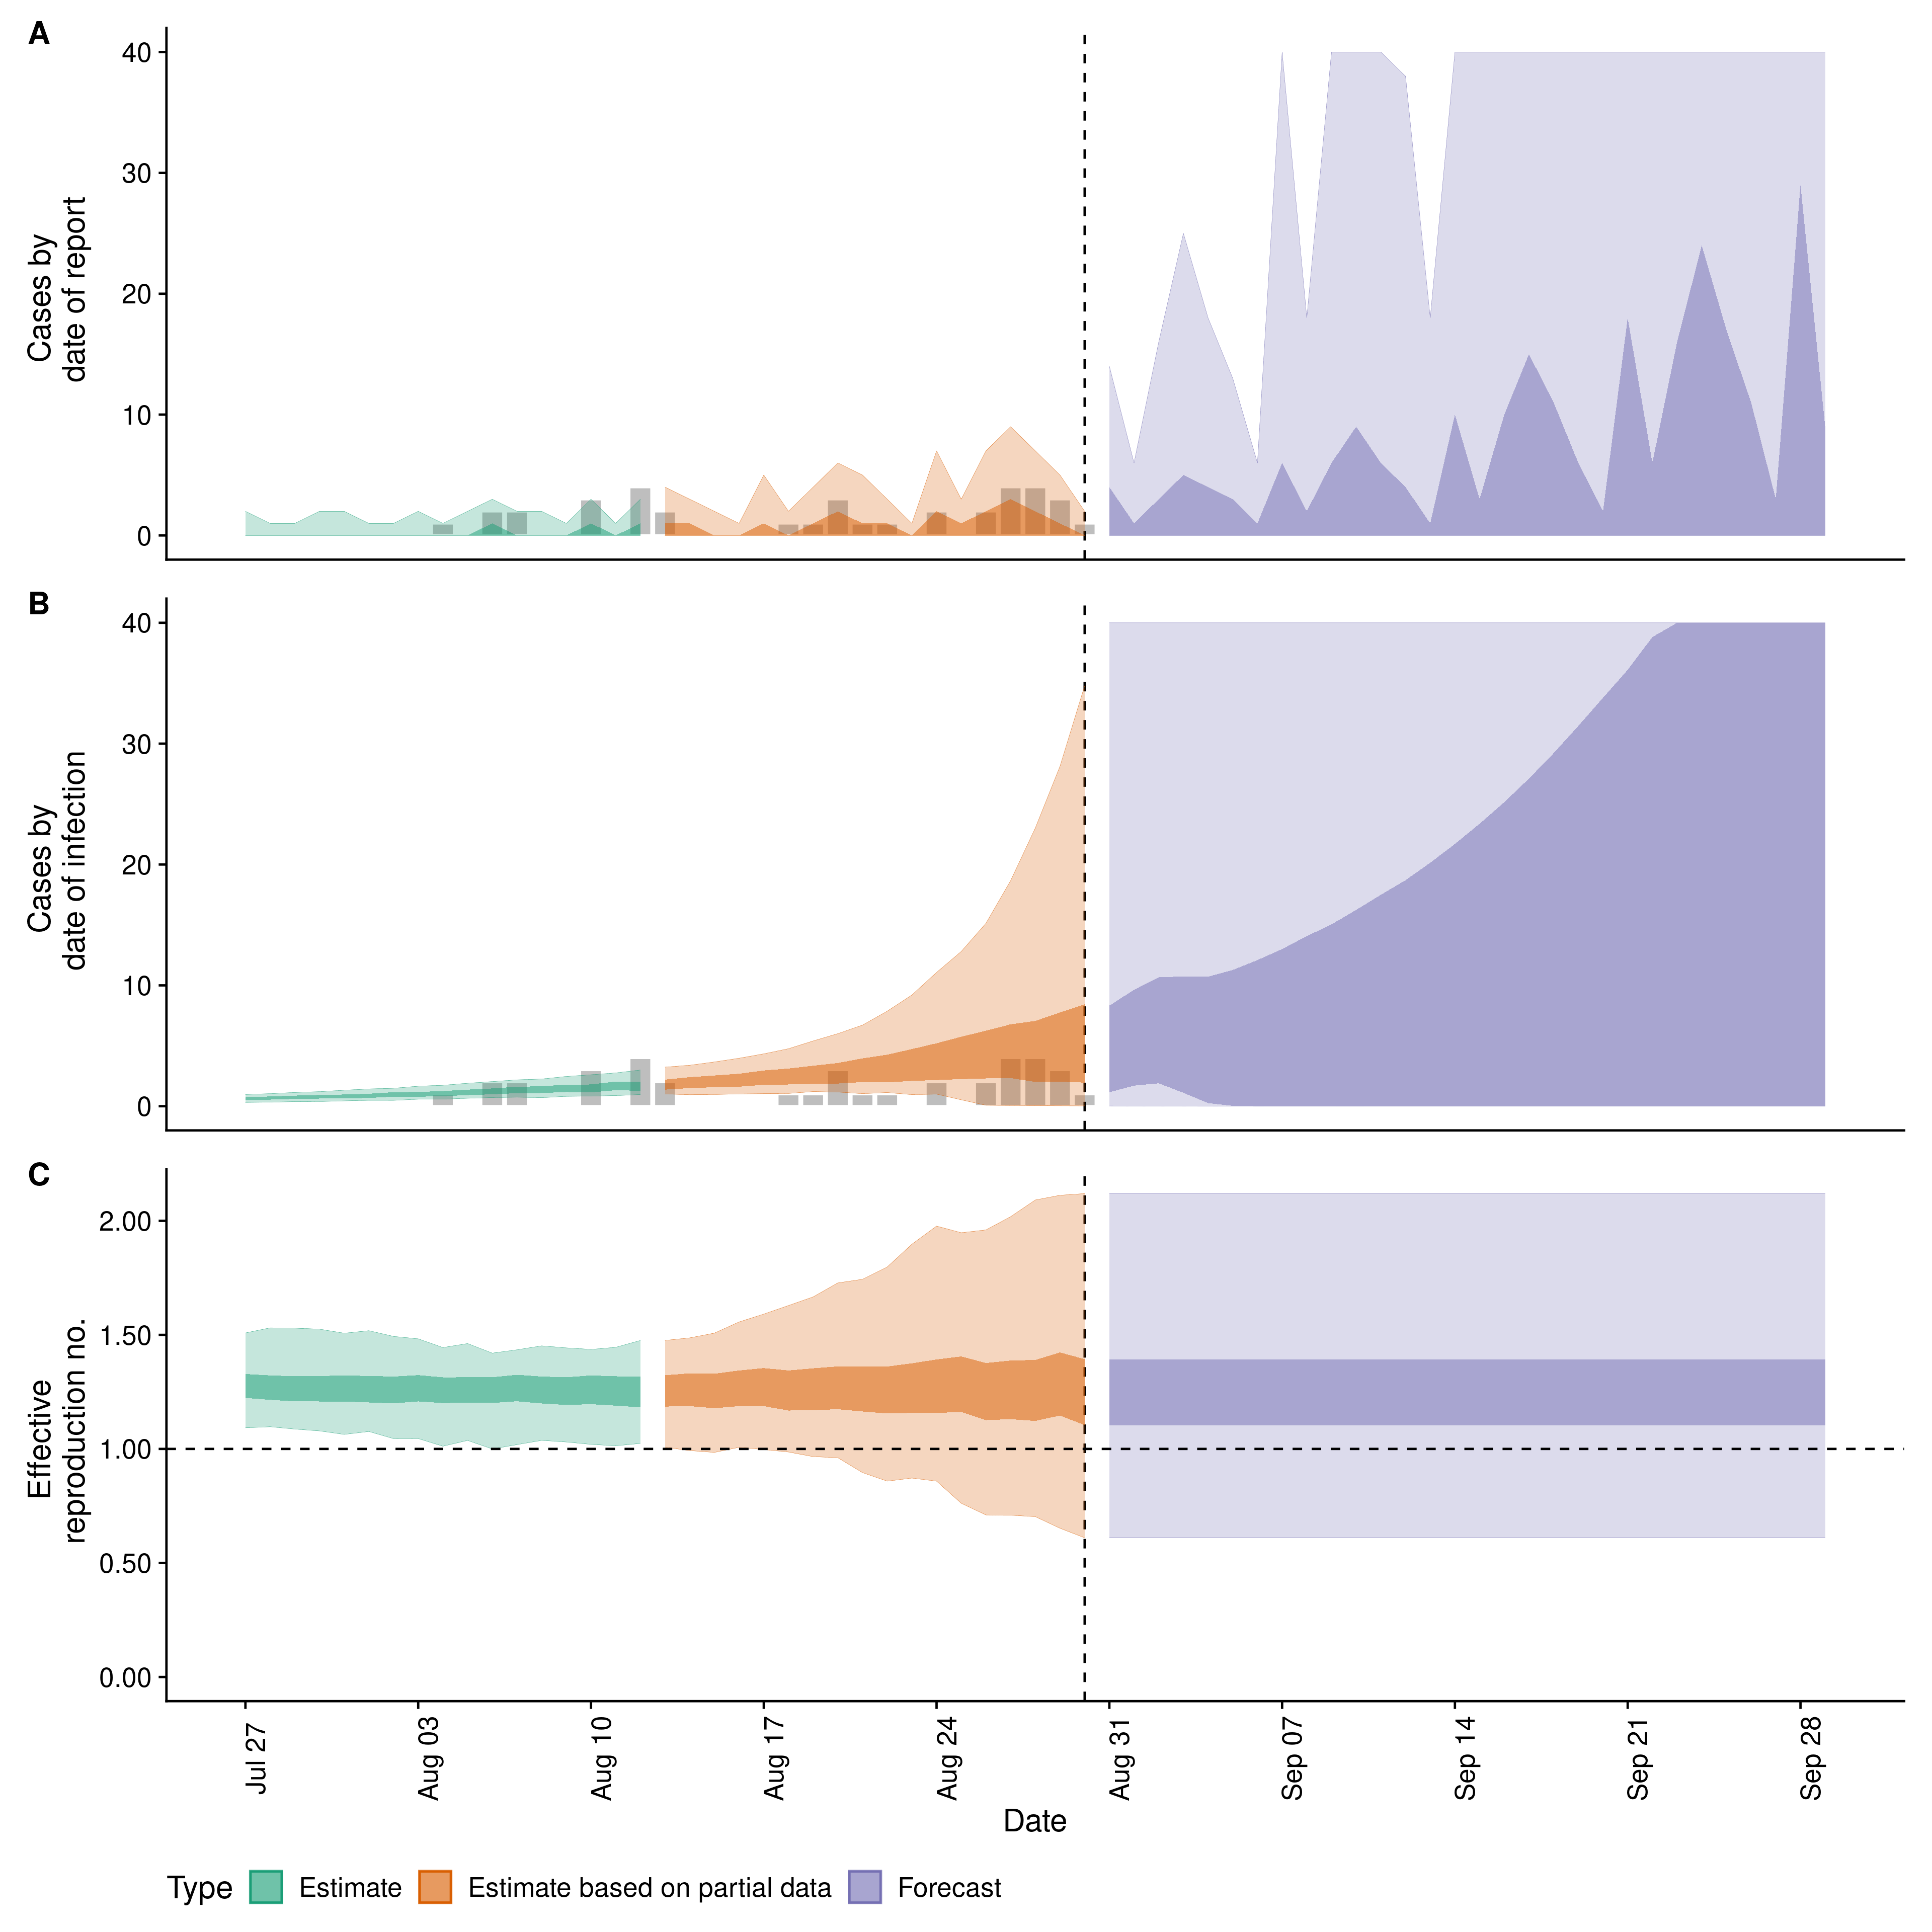 A
Cases by
date of report
40
30
20
10
0
B
Cases by
date of infection
40
30
20
10
0
C
Effective
reproduction no.
2.00
1.50
1.00
0.50
0.00
Jul 27
Aug 03
Aug 10
Aug 17
Aug 24
Aug 31
Sep 07
Sep 14
Sep 21
Sep 28
Date
Type Estimate Estimate based on partial data Forecast